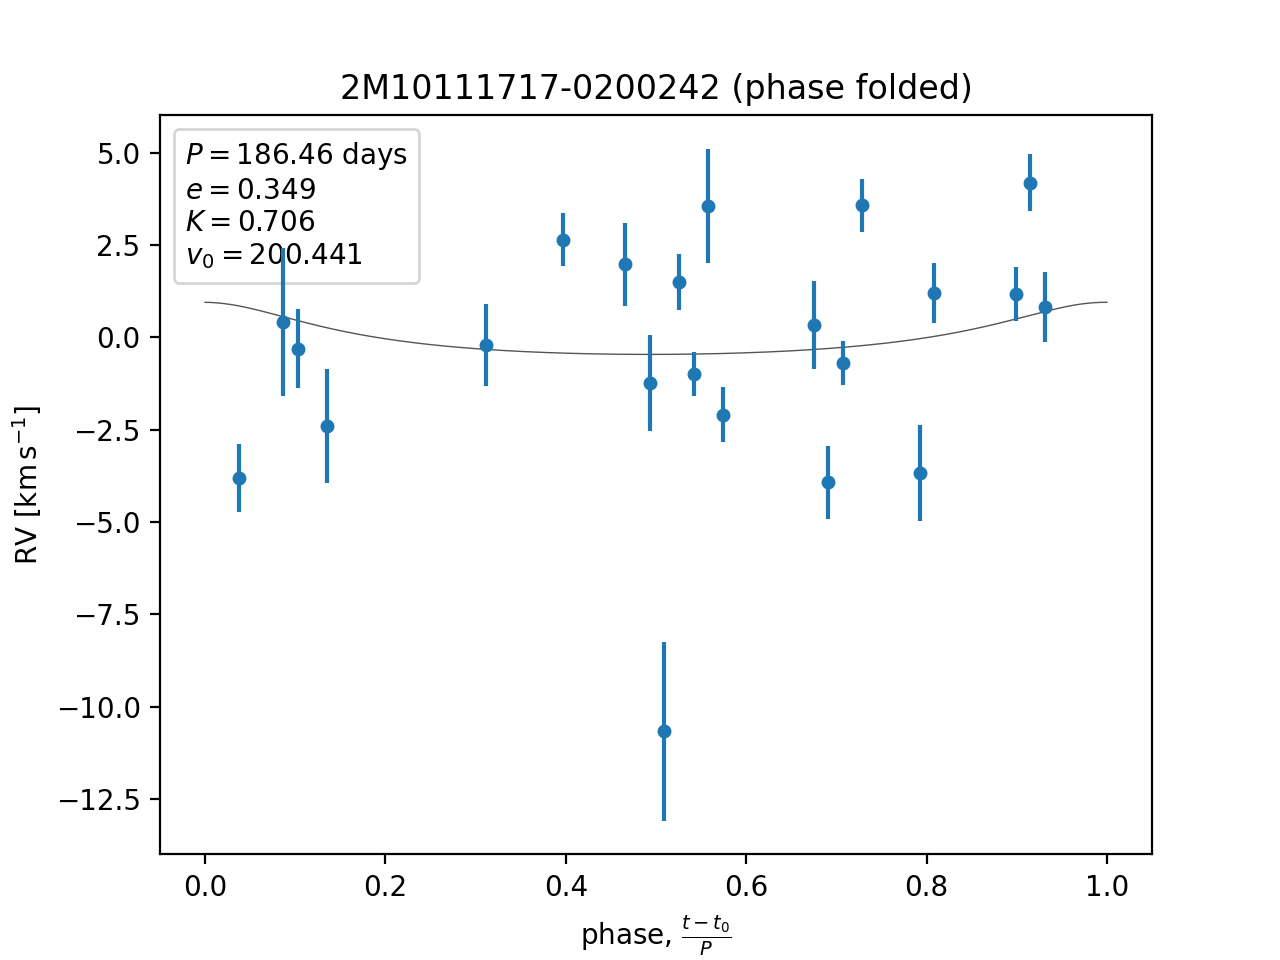 2M10111717-0200242 (phase folded)
P = 186.46 days
e = 0.349
K = 0.706
v₀ = 200.441
5.0
2.5
0.0
−2.5
−5.0
−7.5
−10.0
−12.5
RV [km s⁻¹]
0.0 0.2 0.4 0.6 0.8 1.0
phase, (t − t₀)/P